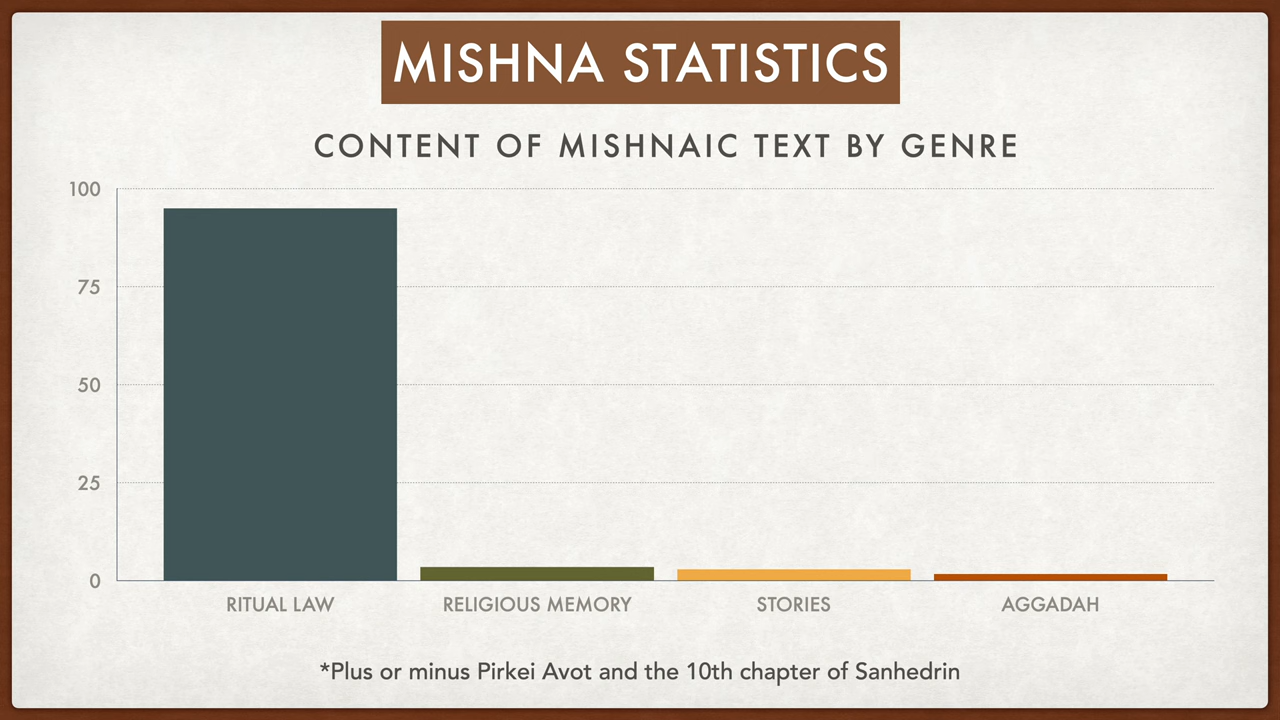 MISHNA STATISTICS
CONTENT OF MISHNAIC TEXT BY GENRE
100
75
50
25
0
RITUAL LAW RELIGIOUS MEMORY STORIES AGGADAH
*Plus or minus Pirkei Avot and the 10th chapter of Sanhedrin